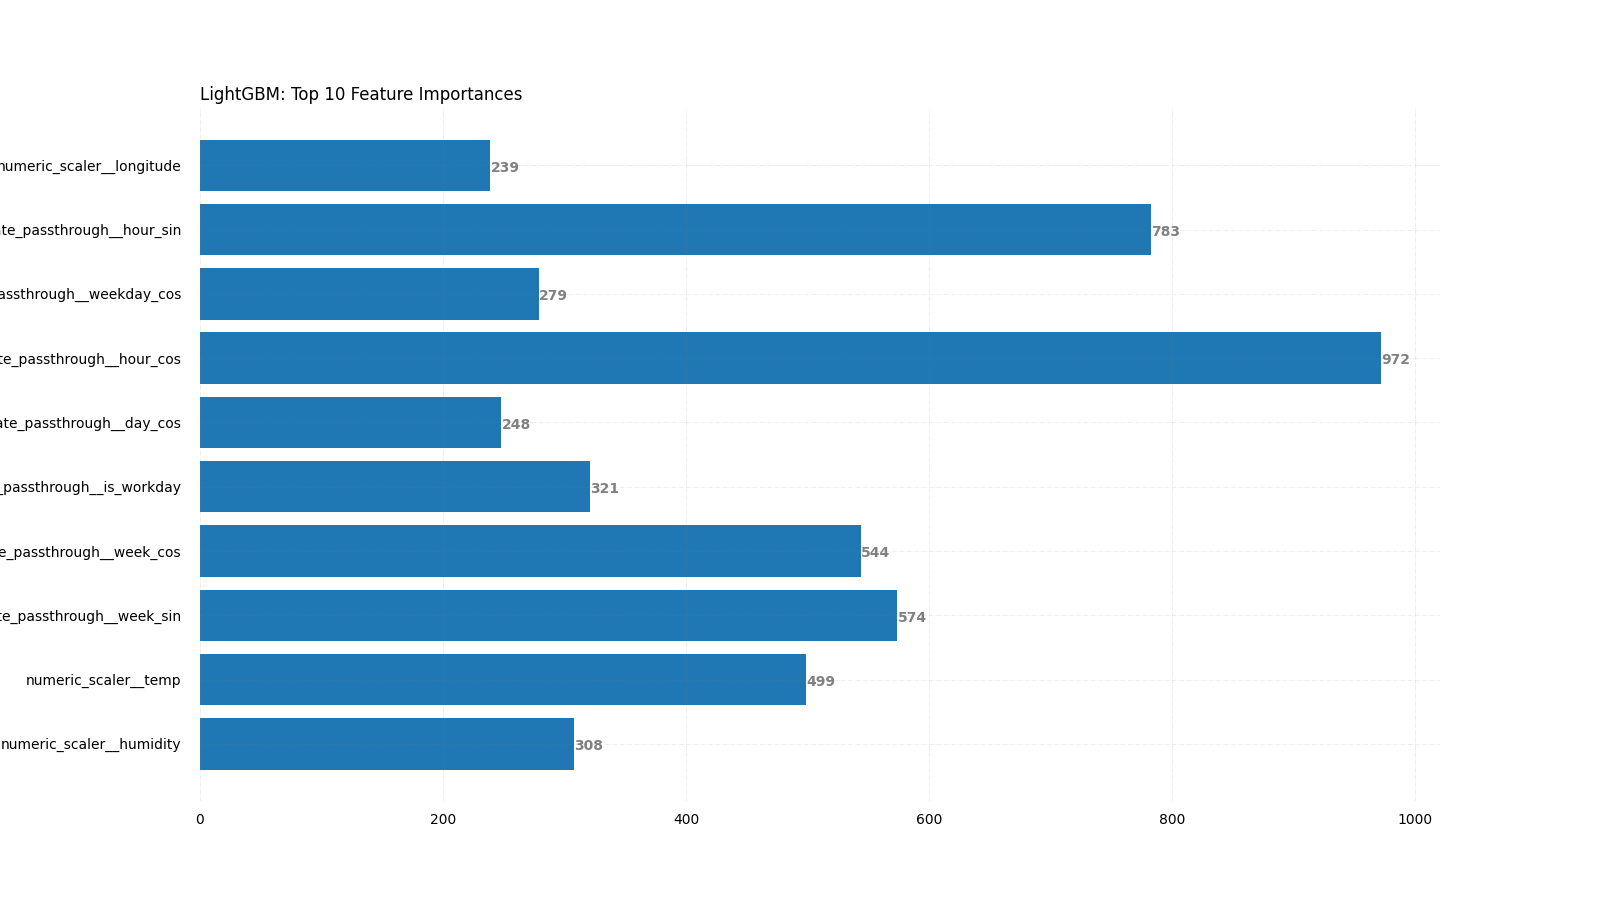 LightGBM: Top 10 Feature Importances
numeric_scaler__longitude 239
te_passthrough__hour_sin 783
assthrough__weekday_cos 279
te_passthrough__hour_cos 972
ate_passthrough__day_cos 248
_passthrough__is_workday 321
e_passthrough__week_cos 544
te_passthrough__week_sin 574
numeric_scaler__temp 499
numeric_scaler__humidity 308
0 200 400 600 800 1000